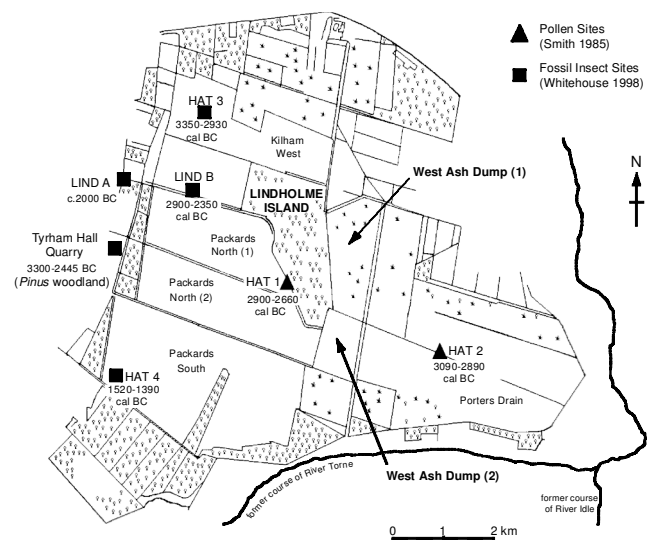 Pollen Sites
(Smith 1985)
Fossil Insect Sites
(Whitehouse 1998)
HAT 3
3350-2930
cal BC
Kilham
West
West Ash Dump (1)
N
LIND A
c.2000 BC
LIND B
2900-2350
cal BC
LINDHOLME
ISLAND
Tyrham Hall
Quarry
3300-2445 BC
(Pinus woodland)
Packards
North (1)
Packards
North (2)
HAT 1
2900-2660
cal BC
HAT 2
3090-2890
cal BC
Porters Drain
Packards
South
HAT 4
1520-1390
cal BC
West Ash Dump (2)
former course of River Torne
former course
of River Idle
0 1 2 km